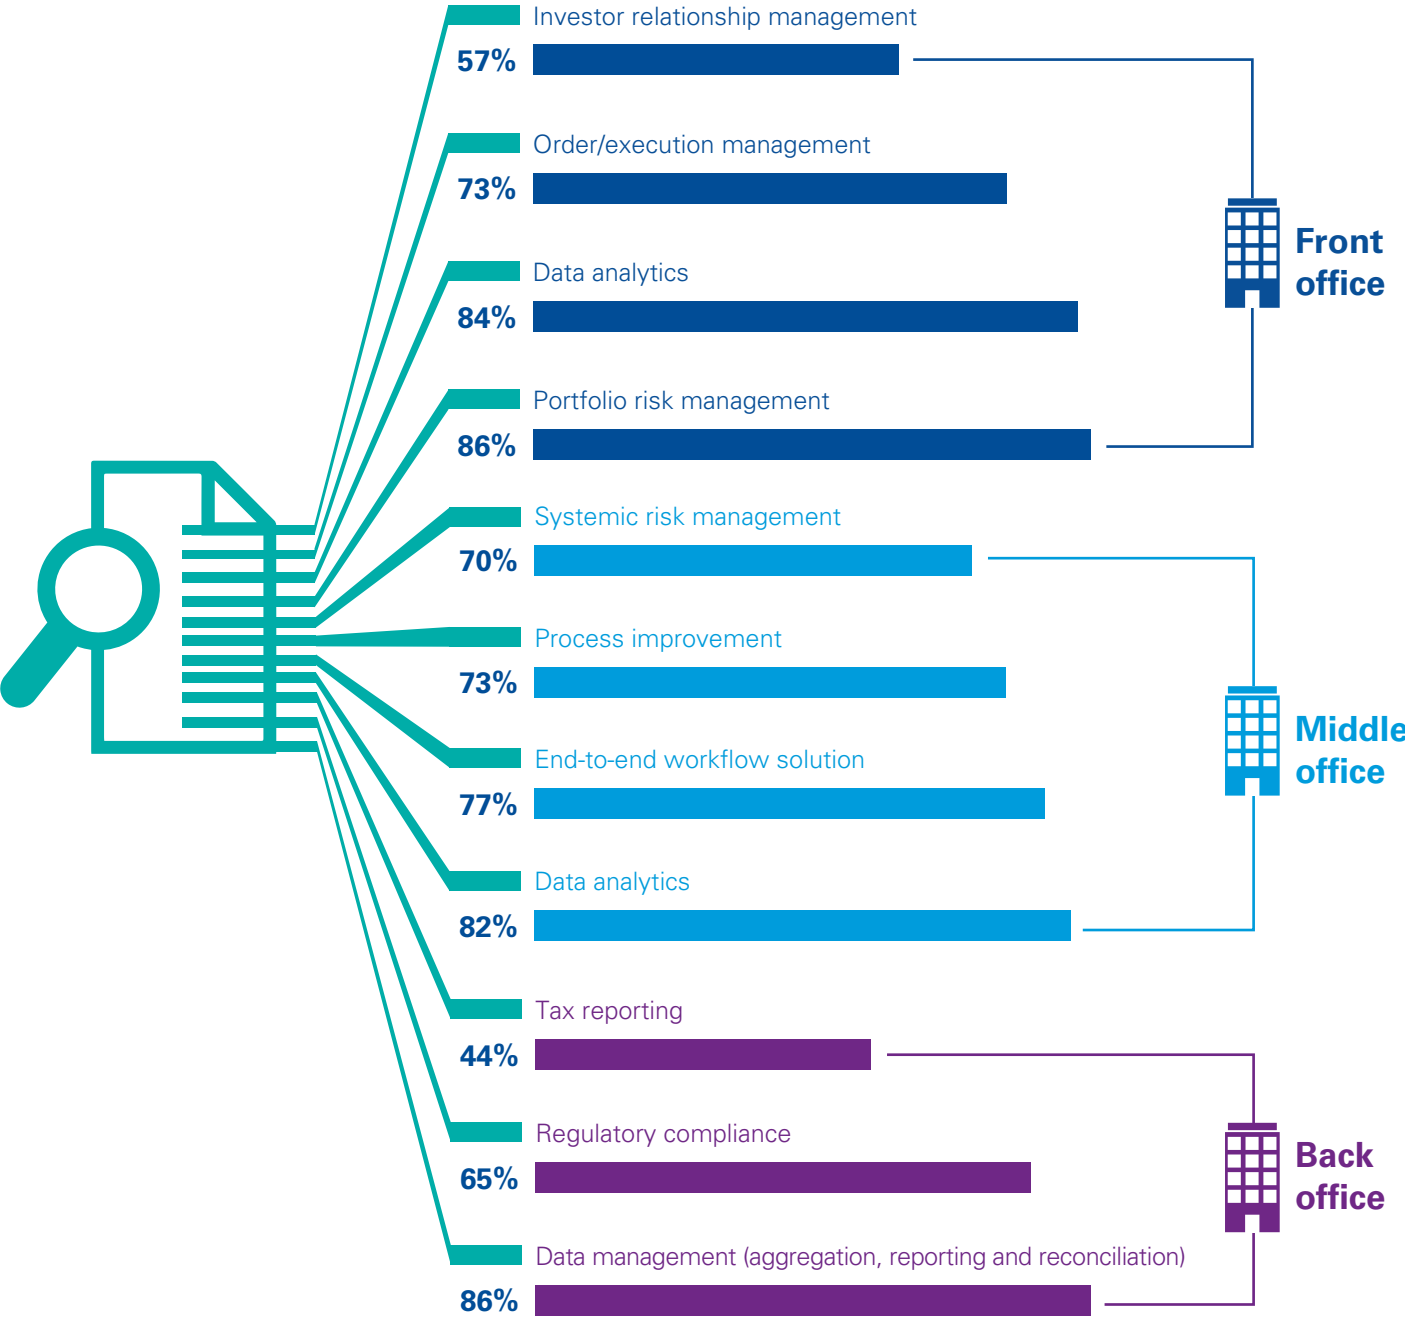 Investor relationship management
57%
Order/execution management
73%
Data analytics
84%
Portfolio risk management
86%
Front
office
Systemic risk management
70%
Process improvement
73%
End-to-end workflow solution
77%
Data analytics
82%
Middle
office
Tax reporting
44%
Regulatory compliance
65%
Data management (aggregation, reporting and reconciliation)
86%
Back
office